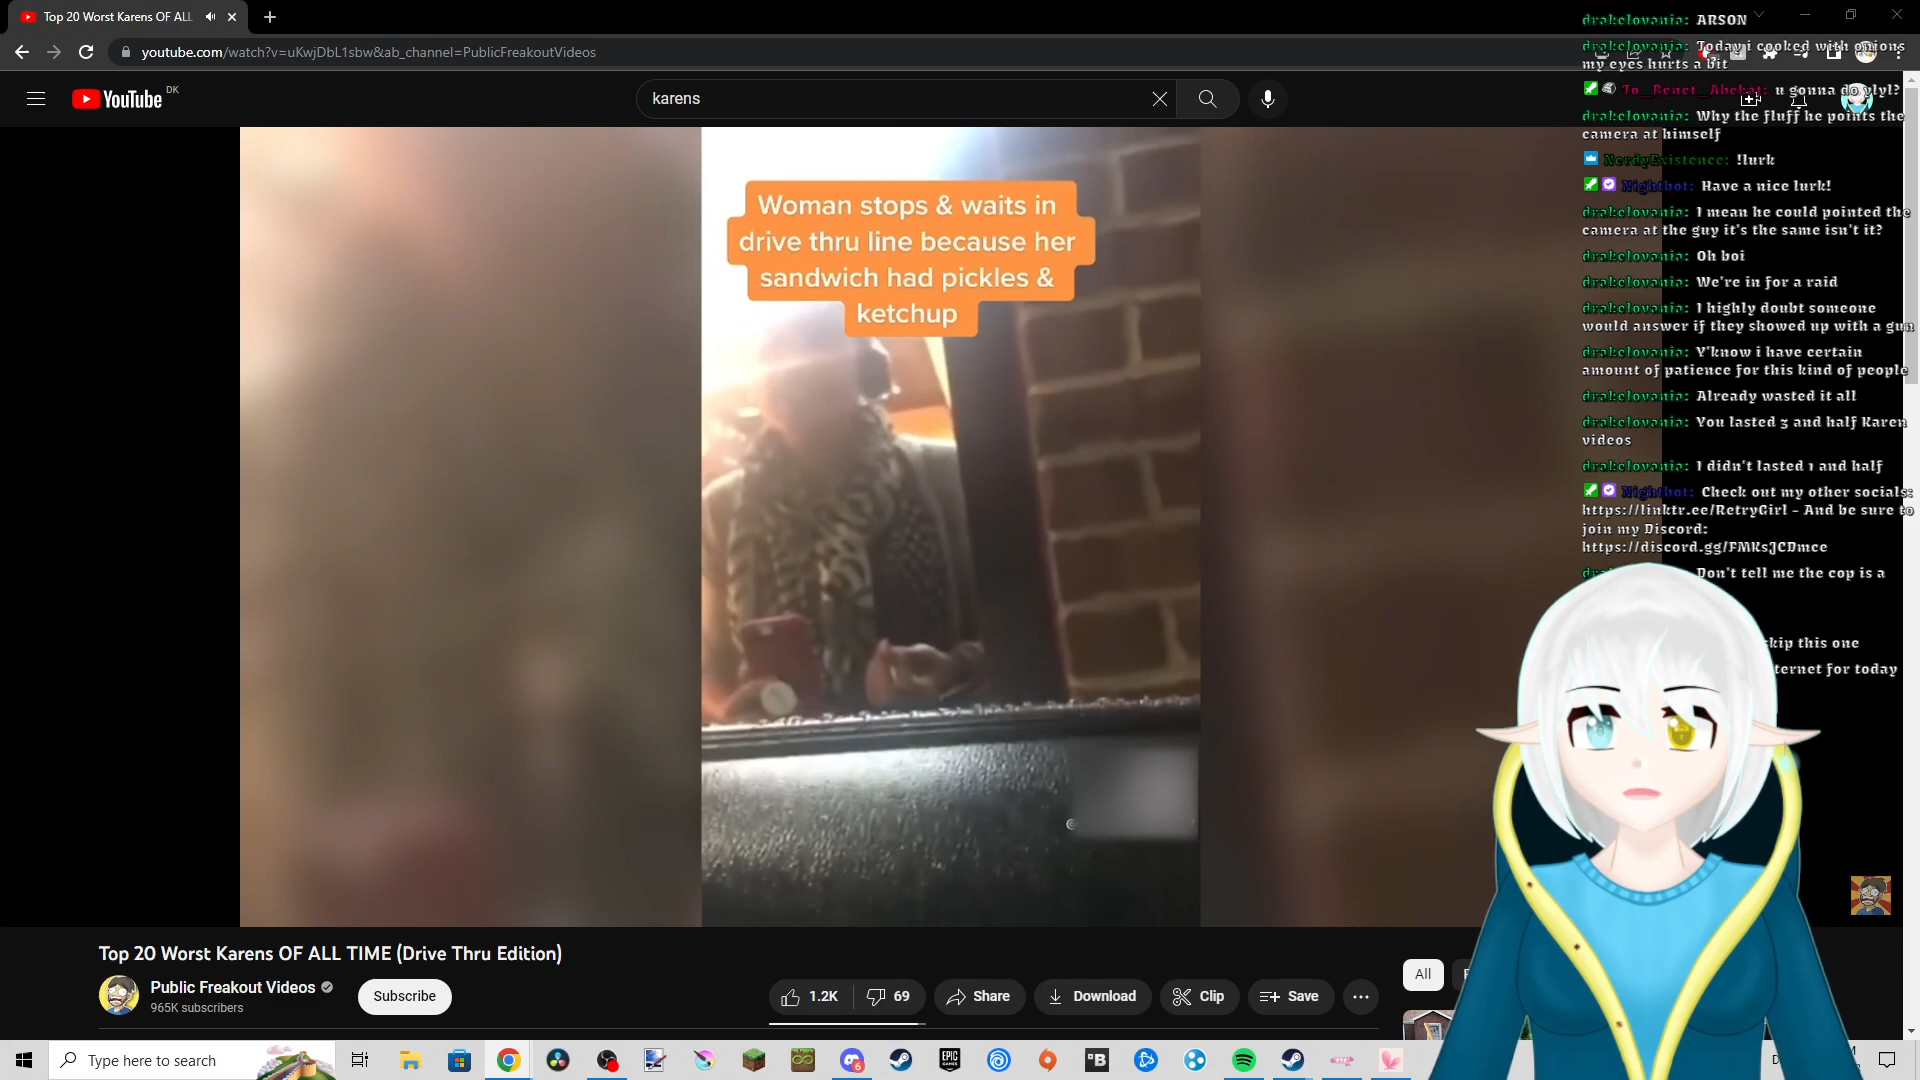 Top 20 Worst Karens OF ALL
youtube.com/watch?v=uKwjDbL1sbw&ab_channel=PublicFreakoutVideos
YouTube DK
karens
Woman stops & waits in
drive thru line because her
sandwich had pickles &
ketchup
drakelovania: ARSON
drakelovania: Today i cooked with onions
my eyes hurts a bit
u gonna do ylyl?
drakelovania: Why the fluff he points the
camera at himself
NerdyExistence: !lurk
Nightbot: Have a nice lurk!
drakelovania: I mean he could pointed the
camera at the guy it's the same isn't it?
drakelovania: Oh boi
drakelovania: We're in for a raid
drakelovania: I highly doubt someone
would answer if they showed up with a gun
drakelovania: Y'know i have certain
amount of patience for this kind of people
drakelovania: Already wasted it all
drakelovania: You lasted 3 and half Karen
videos
drakelovania: I didn't lasted 1 and half
Nightbot: Check out my other socials:
https://linktr.ee/RetryGirl - And be sure to
join my Discord:
https://discord.gg/FMKsJCDmce
Don't tell me the cop is a
skip this one
for today
Top 20 Worst Karens OF ALL TIME (Drive Thru Edition)
Public Freakout Videos
965K subscribers
Subscribe
1.2K
69
Share
Download
Clip
Save
All
Type here to search